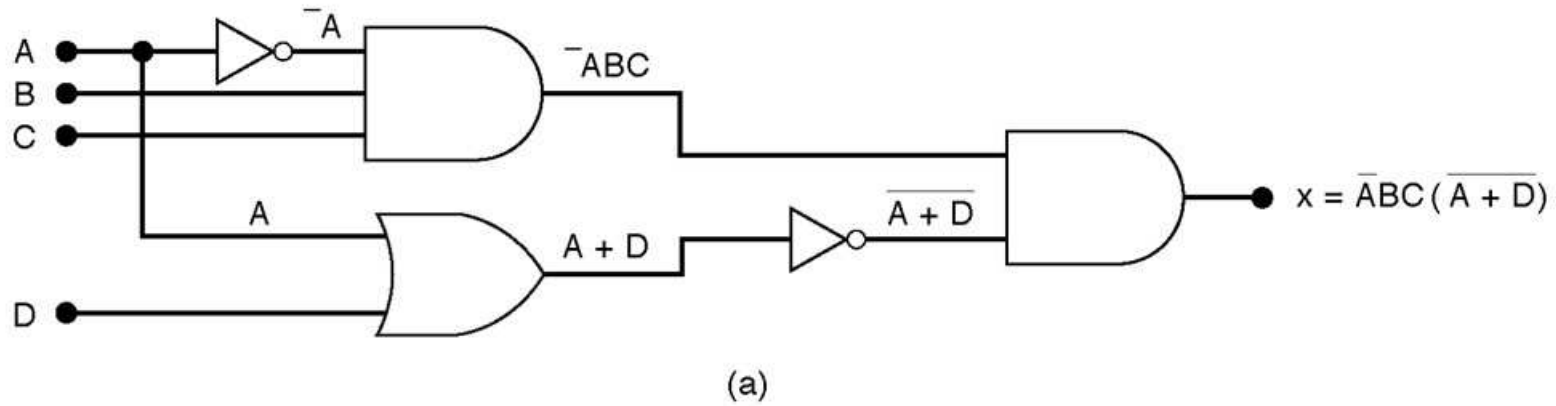 A
‾A
B
C
‾ABC
A
A + D
A + D
x = ABC(A + D)
D
(a)